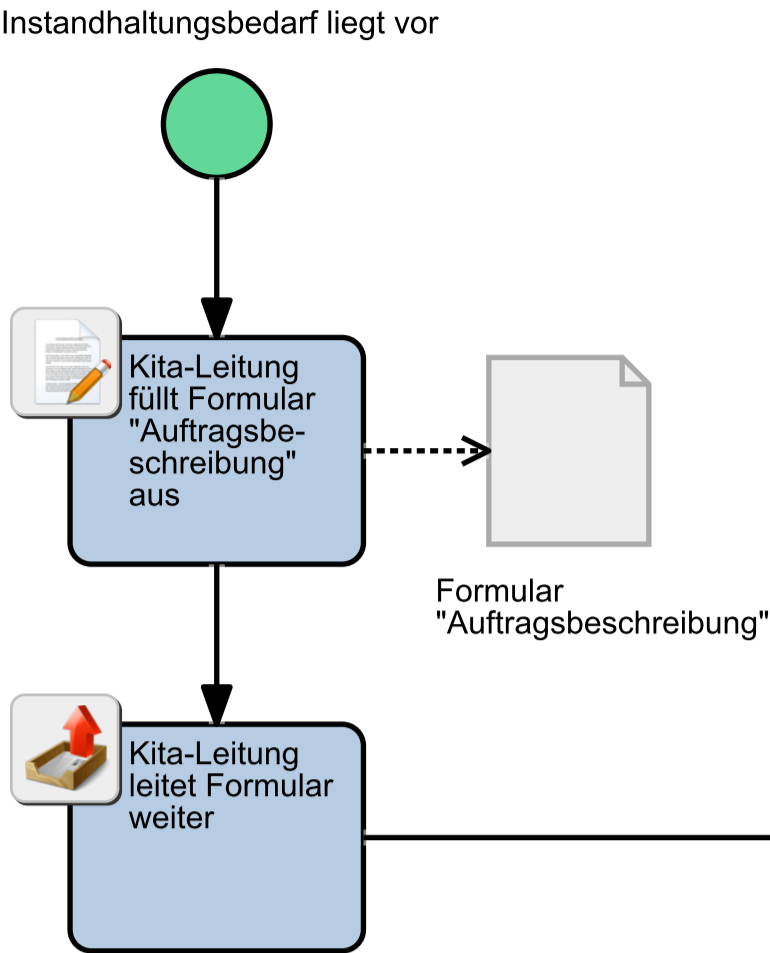 Instandhaltungsbedarf liegt vor
Kita-Leitung
füllt Formular
"Auftragsbe-
schreibung"
aus
Formular
"Auftragsbeschreibung"
Kita-Leitung
leitet Formular
weiter